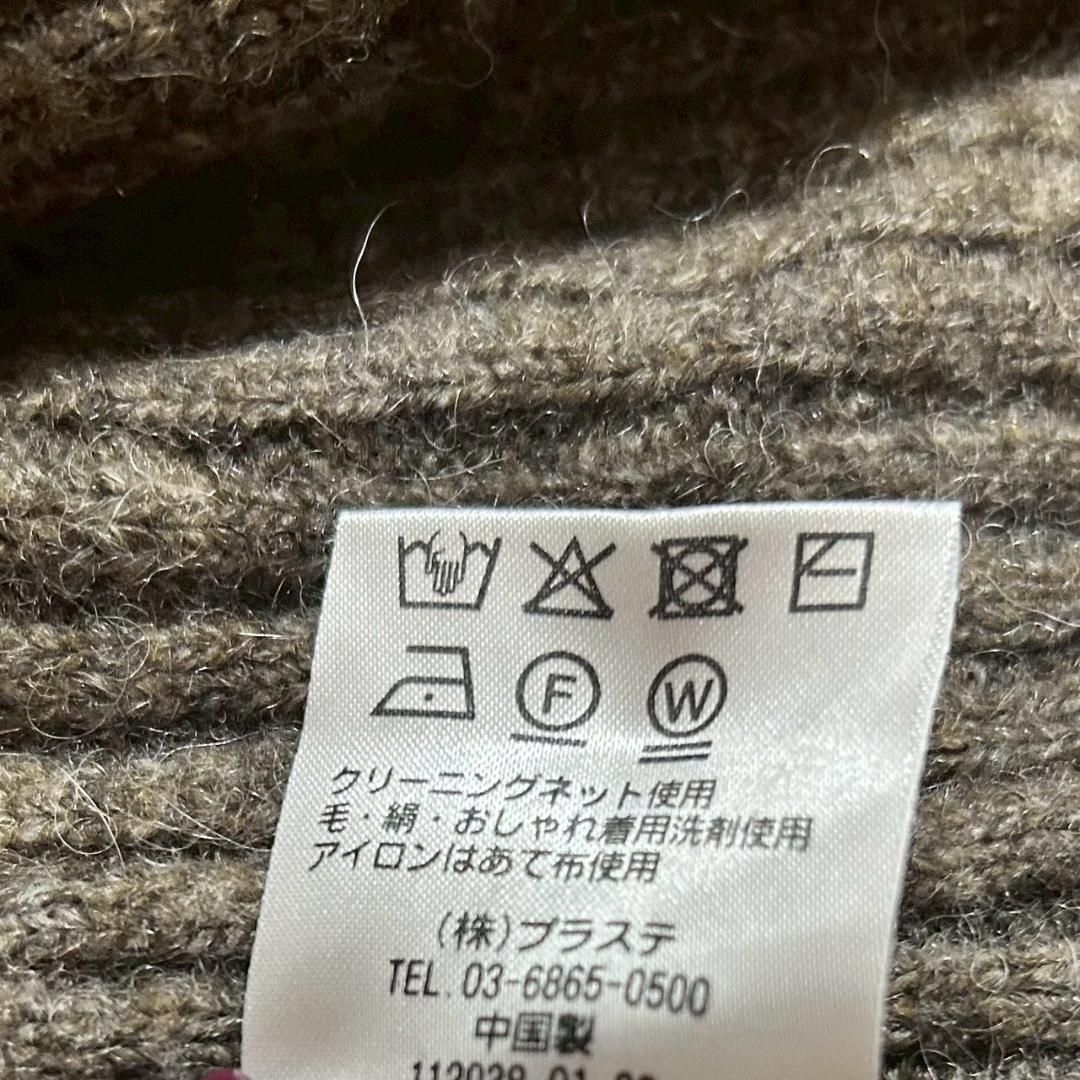 F W
クリーニングネット使用
毛・絹・おしゃれ着用洗剤使用
アイロンはあて布使用
(株)プラステ
TEL.03-6865-0500
中国製